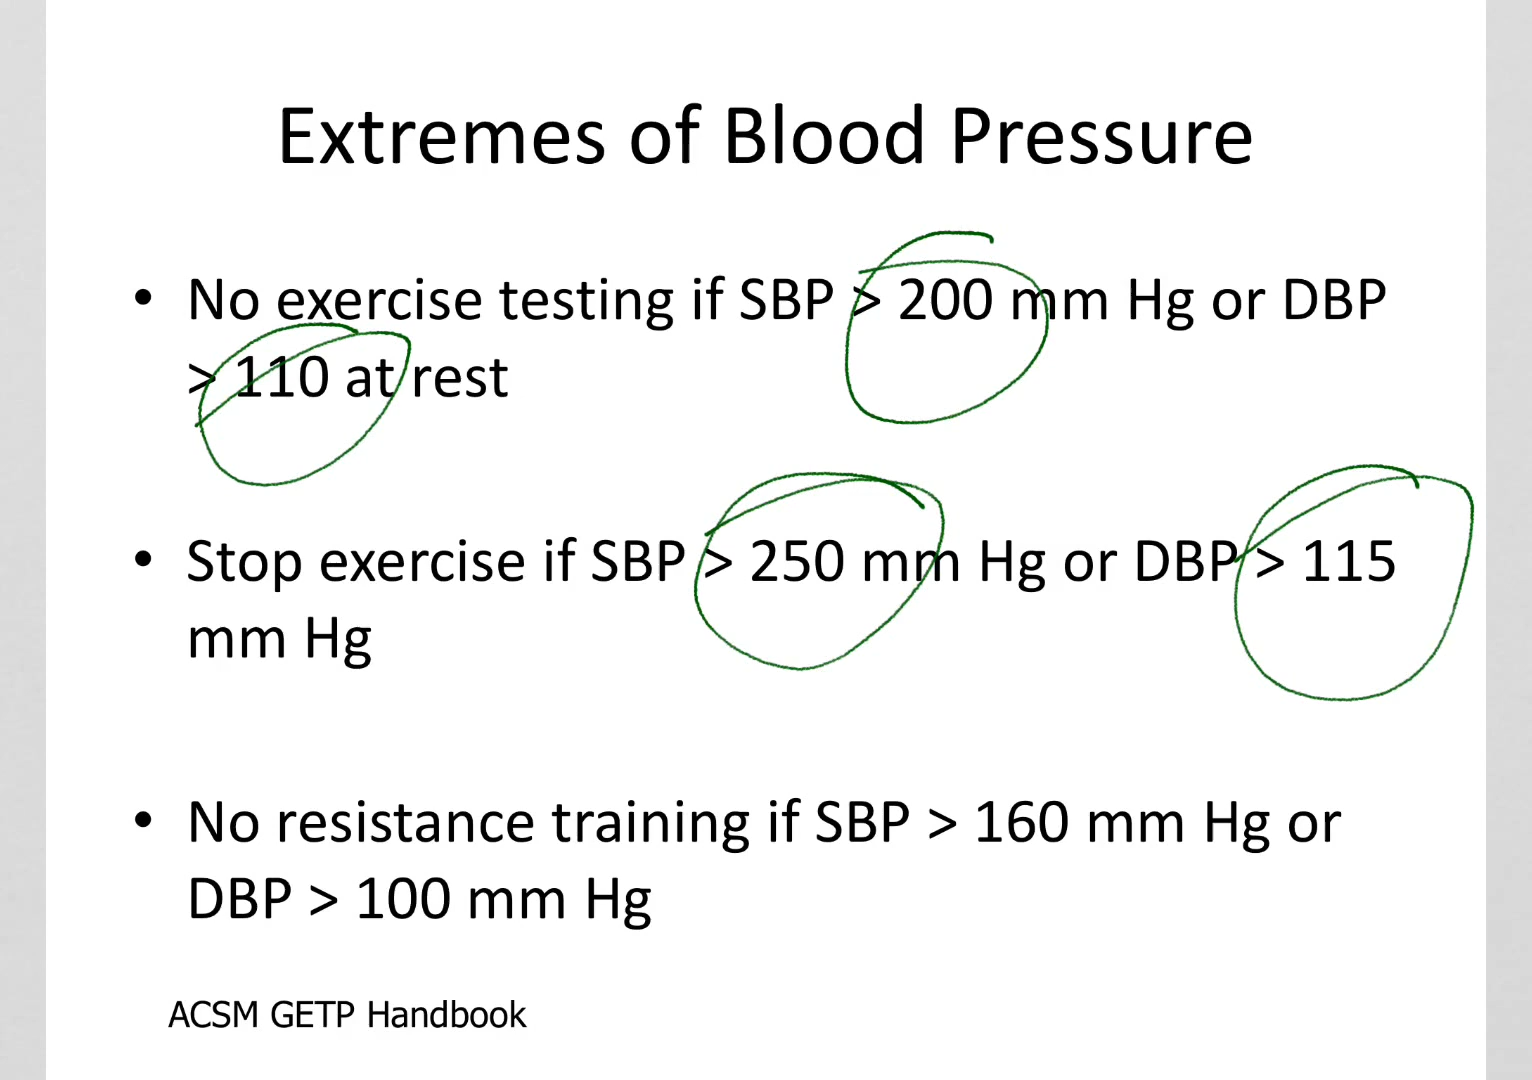 Extremes of Blood Pressure
• No exercise testing if SBP > 200 mm Hg or DBP
> 110 at rest
• Stop exercise if SBP > 250 mm Hg or DBP > 115
mm Hg
• No resistance training if SBP > 160 mm Hg or
DBP > 100 mm Hg
ACSM GETP Handbook